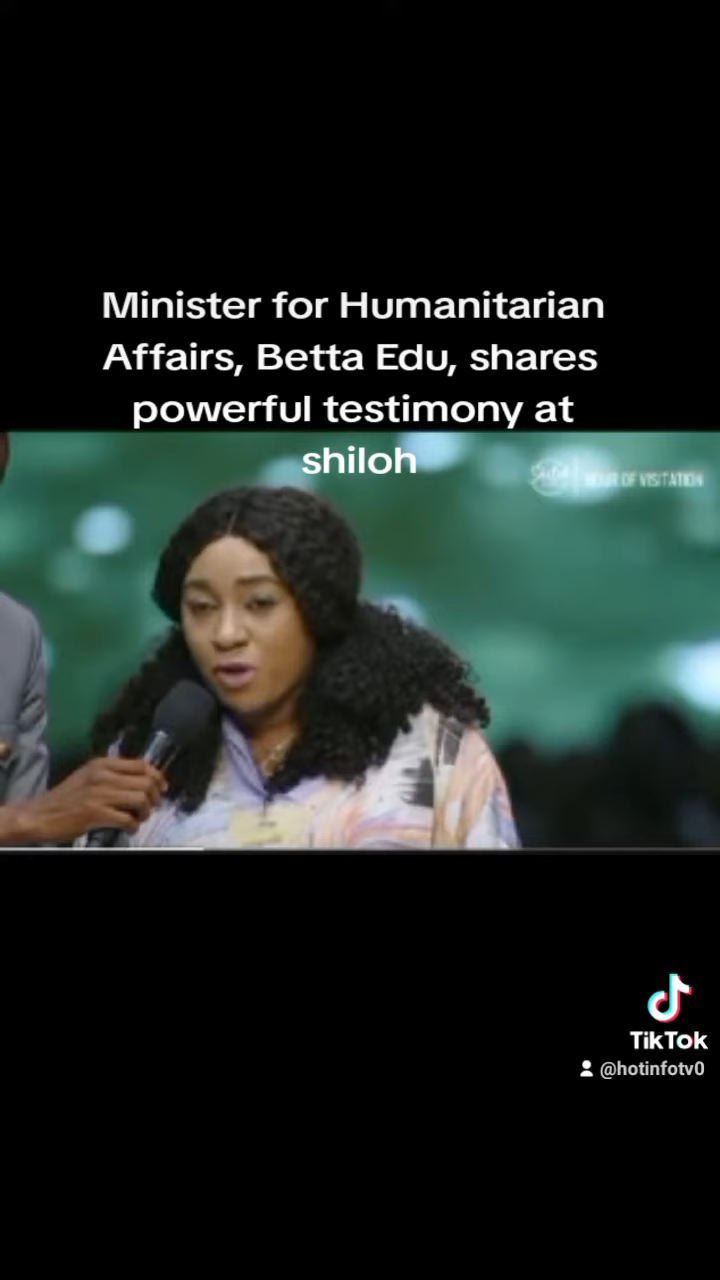 Minister for Humanitarian
Affairs, Betta Edu, shares
powerful testimony at
shiloh
HOUR OF VISITATION
TikTok
@hotinfotv0